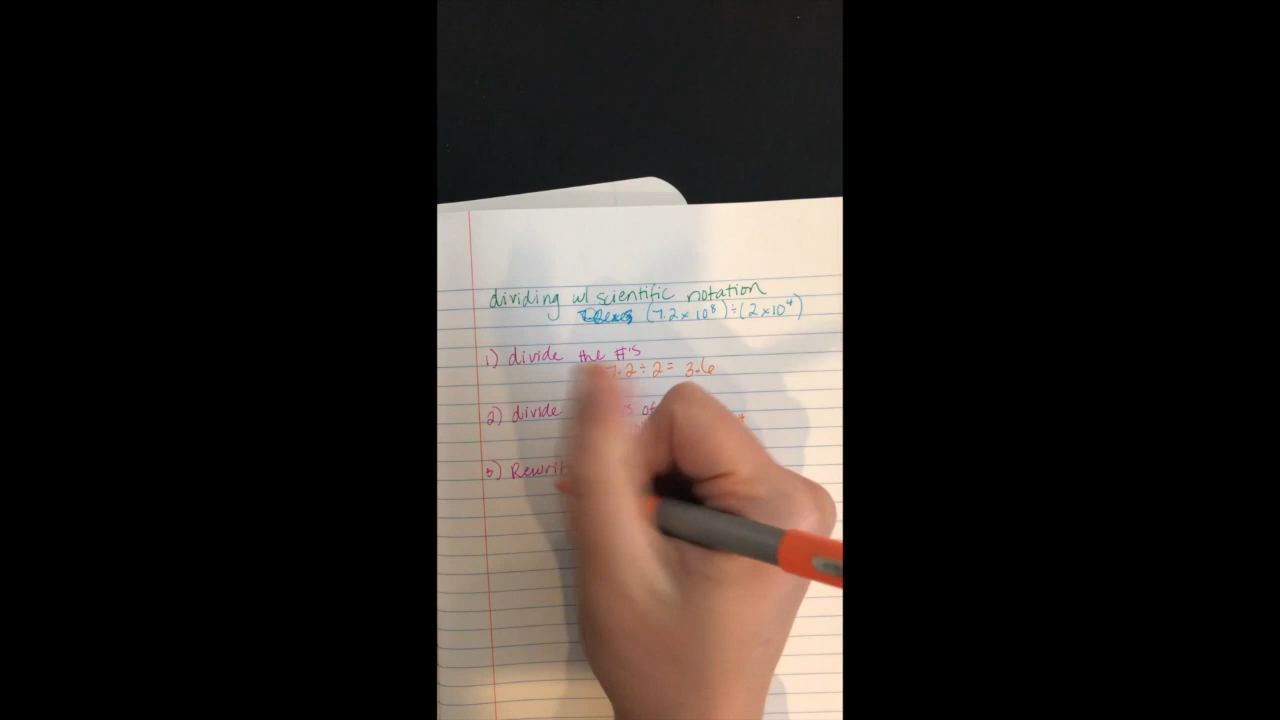 dividing w/ scientific notation
(7.2 x 10⁸) ÷ (2 x 10⁴)
1) divide the #'s
7.2 ÷ 2 = 3.6
2) divide
3) Rewrit